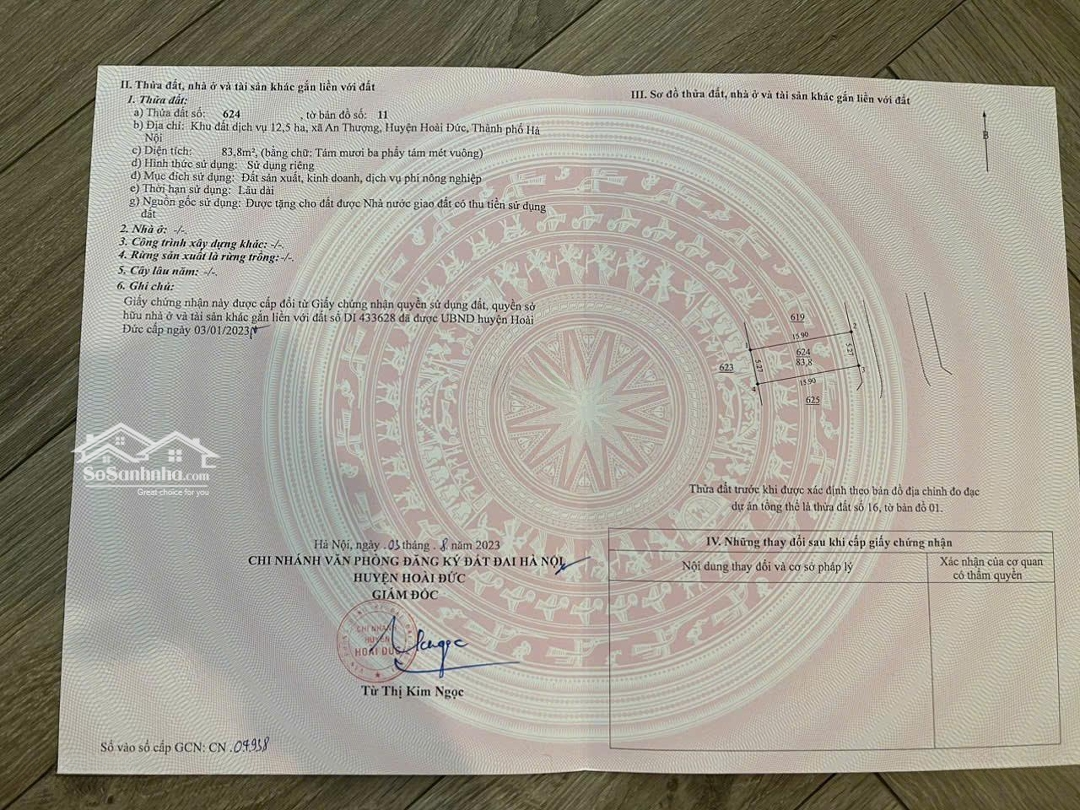 II. Thửa đất, nhà ở và tài sản khác gắn liền với đất
1. Thửa đất:
a) Thửa đất số: 624 , tờ bản đồ số: 11
b) Địa chỉ: Khu đất dịch vụ 12,5 ha, xã An Thượng, Huyện Hoài Đức, Thành phố Hà
Nội
c) Diện tích: 83,8m², (bằng chữ: Tám mươi ba phẩy tám mét vuông)
d) Hình thức sử dụng: Sử dụng riêng
đ) Mục đích sử dụng: Đất sản xuất, kinh doanh, dịch vụ phi nông nghiệp
e) Thời hạn sử dụng: Lâu dài
g) Nguồn gốc sử dụng: Được tặng cho đất được Nhà nước giao đất có thu tiền sử dụng
đất
2. Nhà ở: -/-.
3. Công trình xây dựng khác: -/-.
4. Rừng sản xuất là rừng trồng: -/-.
5. Cây lâu năm: -/-.
6. Ghi chú:
Giấy chứng nhận này được cấp đổi từ Giấy chứng nhận quyền sử dụng đất, quyền sở
hữu nhà ở và tài sản khác gắn liền với đất số DI 433628 đã được UBND huyện Hoài
Đức cấp ngày 03/01/2023
Hà Nội, ngày .03 tháng .8 năm 2023
CHI NHÁNH VĂN PHÒNG ĐĂNG KÝ ĐẤT ĐAI HÀ NỘI
HUYỆN HOÀI ĐỨC
GIÁM ĐỐC
CHI NHÁNH
HUYỆN
HOÀI ĐỨC
Từ Thị Kim Ngọc
Số vào sổ cấp GCN: CN .04938
III. Sơ đồ thửa đất, nhà ở và tài sản khác gắn liền với đất
B
619
1
15.90
2
623
5.27
624
83,8
5.27
4
15.90
3
625
Thửa đất trước khi được xác định theo bản đồ địa chính đo đạc
dự án tổng thể là thửa đất số 16, tờ bản đồ 01.
IV. Những thay đổi sau khi cấp giấy chứng nhận
Nội dung thay đổi và cơ sở pháp lý
Xác nhận của cơ quan
có thẩm quyền
SoSanhnha.com
Great choice for you